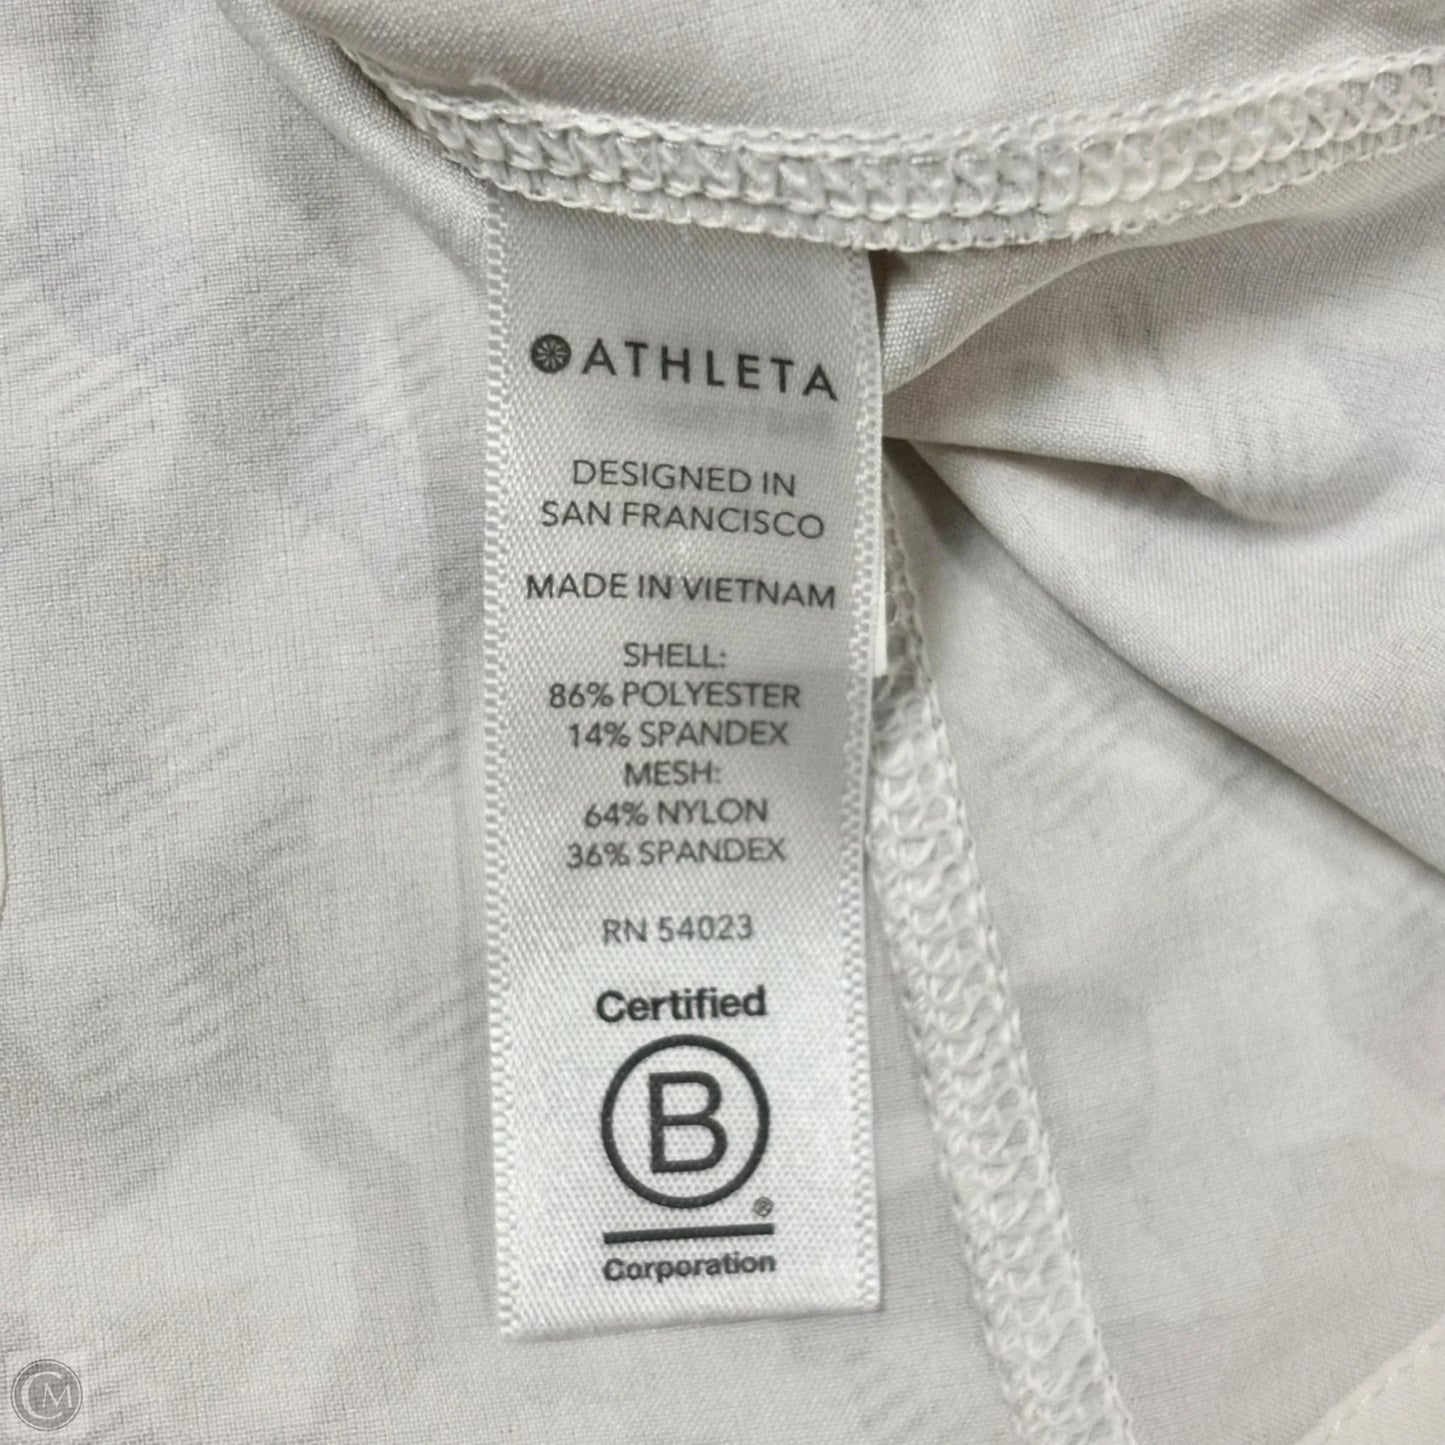 ATHLETA
DESIGNED IN
SAN FRANCISCO
MADE IN VIETNAM
SHELL:
86% POLYESTER
14% SPANDEX
MESH:
64% NYLON
36% SPANDEX
RN 54023
Certified
B
®
Corporation
CM